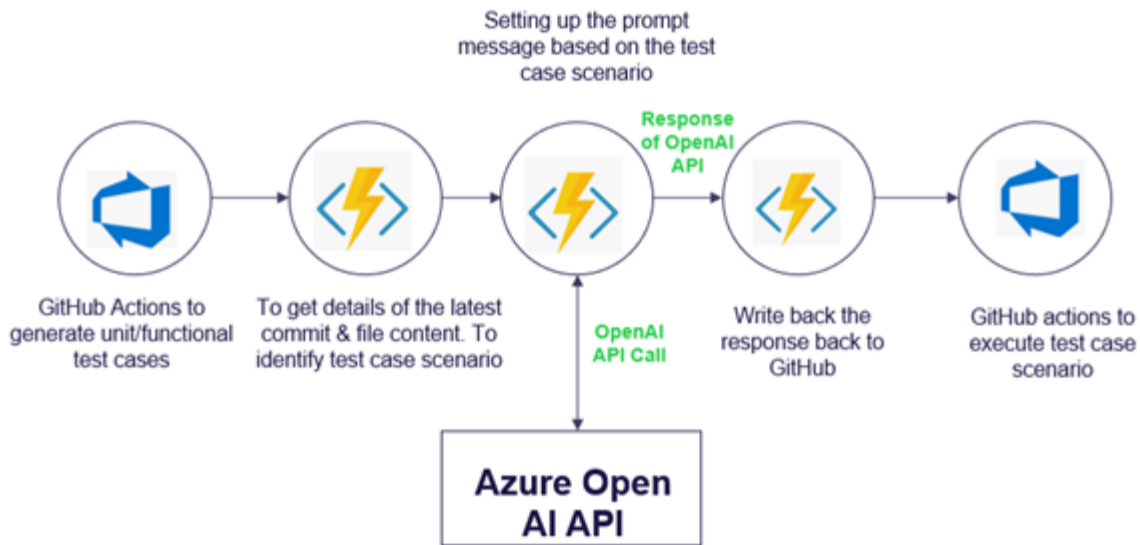 Setting up the prompt
message based on the test
case scenario
Response
of OpenAI
API
GitHub Actions to
generate unit/functional
test cases
To get details of the latest
commit & file content. To
identify test case scenario
OpenAI
API Call
Write back the
response back to
GitHub
GitHub actions to
execute test case
scenario
Azure Open
AI API